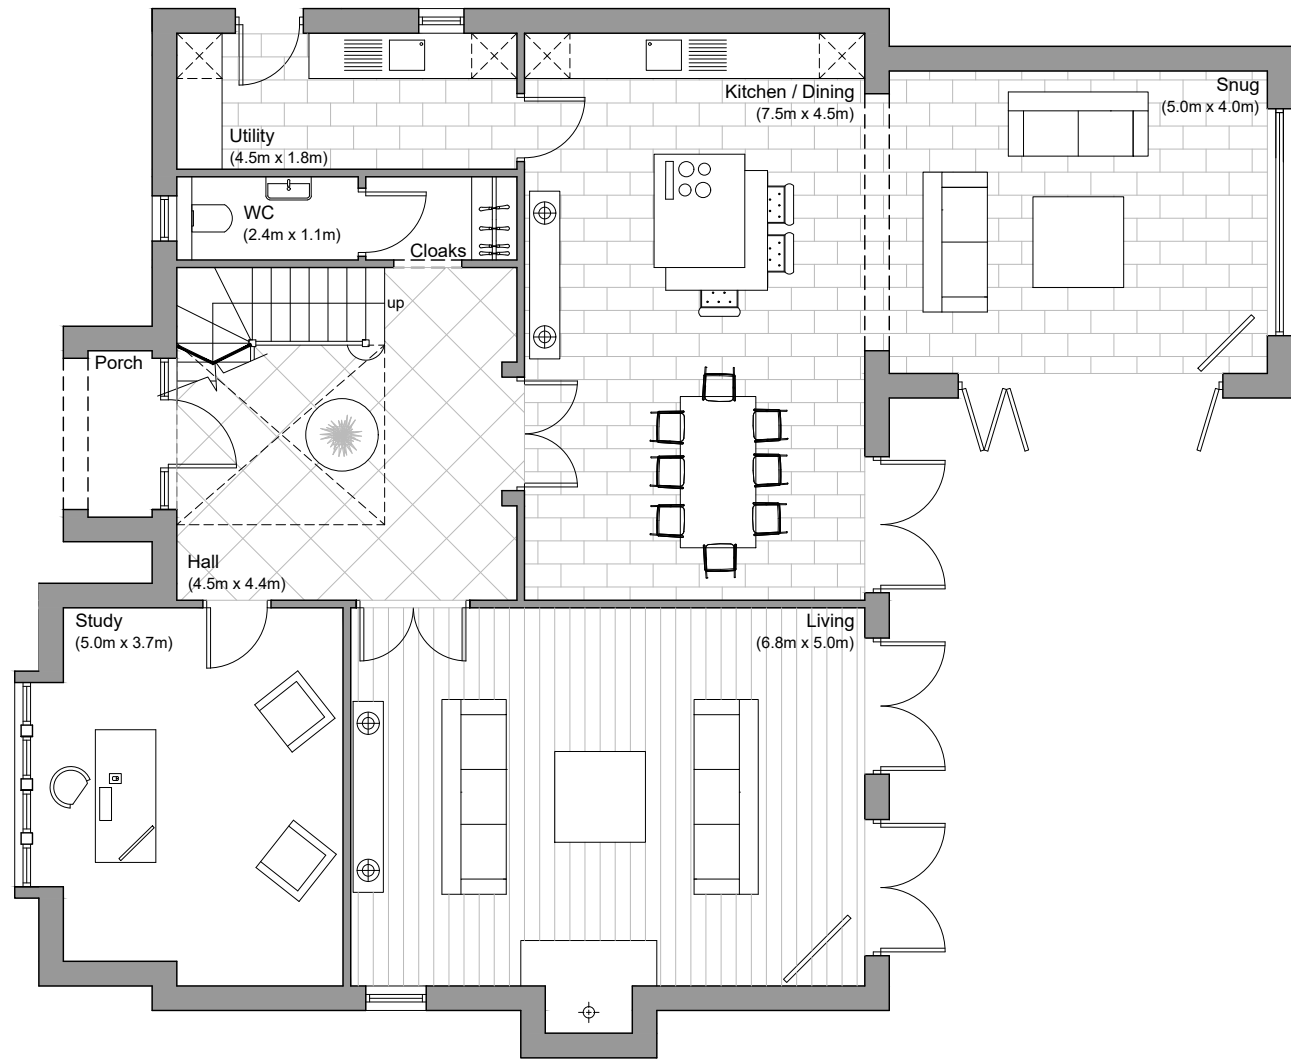 Kitchen / Dining
(7.5m x 4.5m)
Snug
(5.0m x 4.0m)
Utility
(4.5m x 1.8m)
WC
(2.4m x 1.1m)
Cloaks
up
Porch
Hall
(4.5m x 4.4m)
Study
(5.0m x 3.7m)
Living
(6.8m x 5.0m)